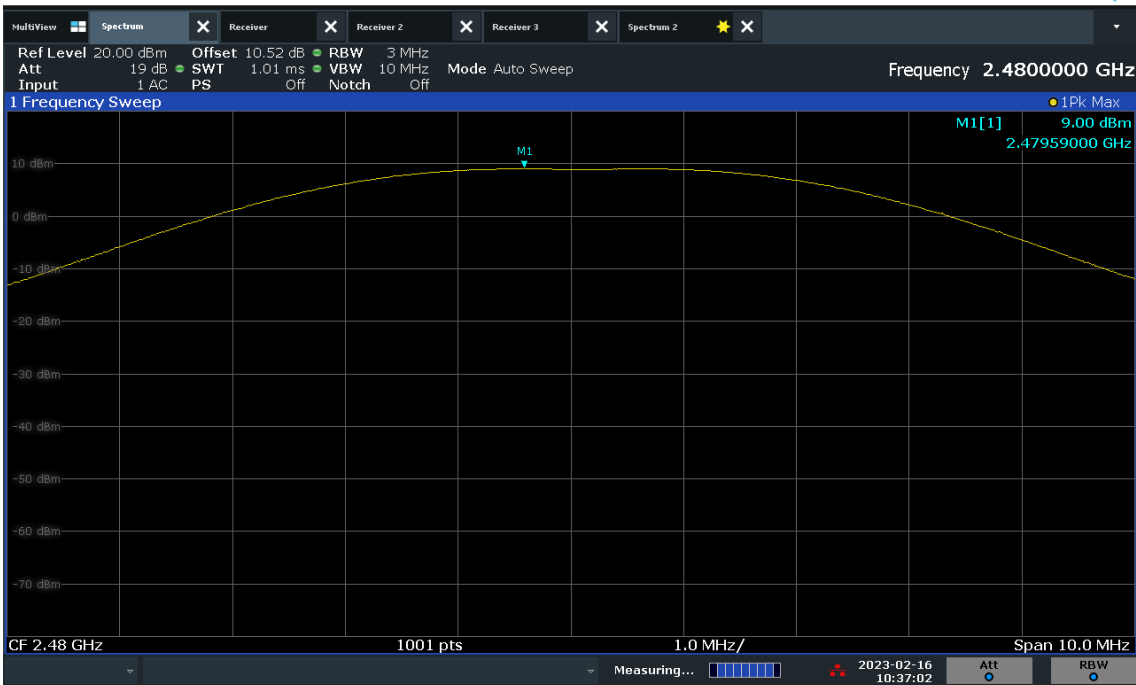 MultiView Spectrum Receiver Receiver 2 Receiver 3 Spectrum 2
Ref Level 20.00 dBm Offset 10.52 dB RBW 3 MHz
Att 19 dB SWT 1.01 ms VBW 10 MHz Mode Auto Sweep
Input 1 AC PS Off Notch Off
Frequency 2.4800000 GHz
1 Frequency Sweep 1Pk Max
M1[1] 9.00 dBm
2.47959000 GHz
M1
10 dBm
0 dBm
-10 dBm
-20 dBm
-30 dBm
-40 dBm
-50 dBm
-60 dBm
-70 dBm
CF 2.48 GHz 1001 pts 1.0 MHz/ Span 10.0 MHz
Measuring... 2023-02-16 Att RBW
10:37:02